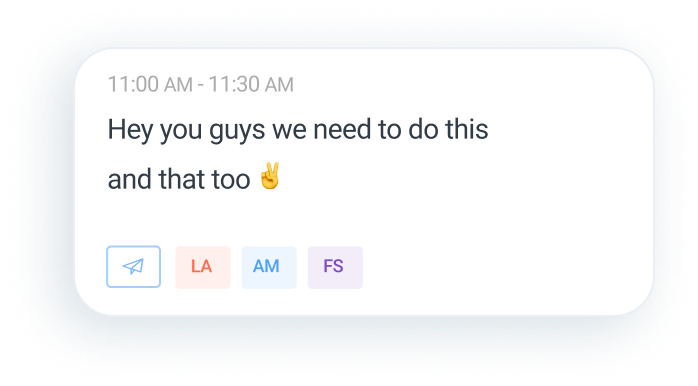 11:00 AM - 11:30 AM
Hey you guys we need to do this
and that too ✌️
LA AM FS